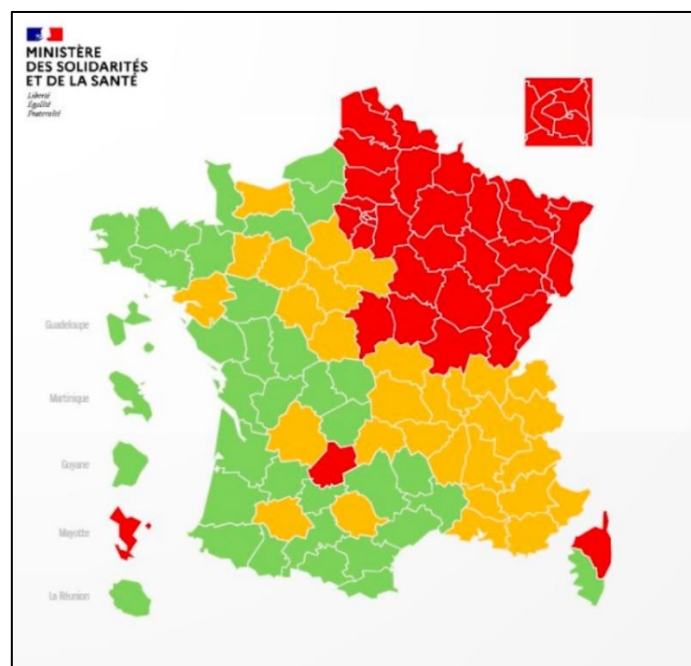 MINISTÈRE
DES SOLIDARITÉS
ET DE LA SANTÉ
Liberté
Égalité
Fraternité
Guadeloupe
Martinique
Guyane
Mayotte
La Réunion